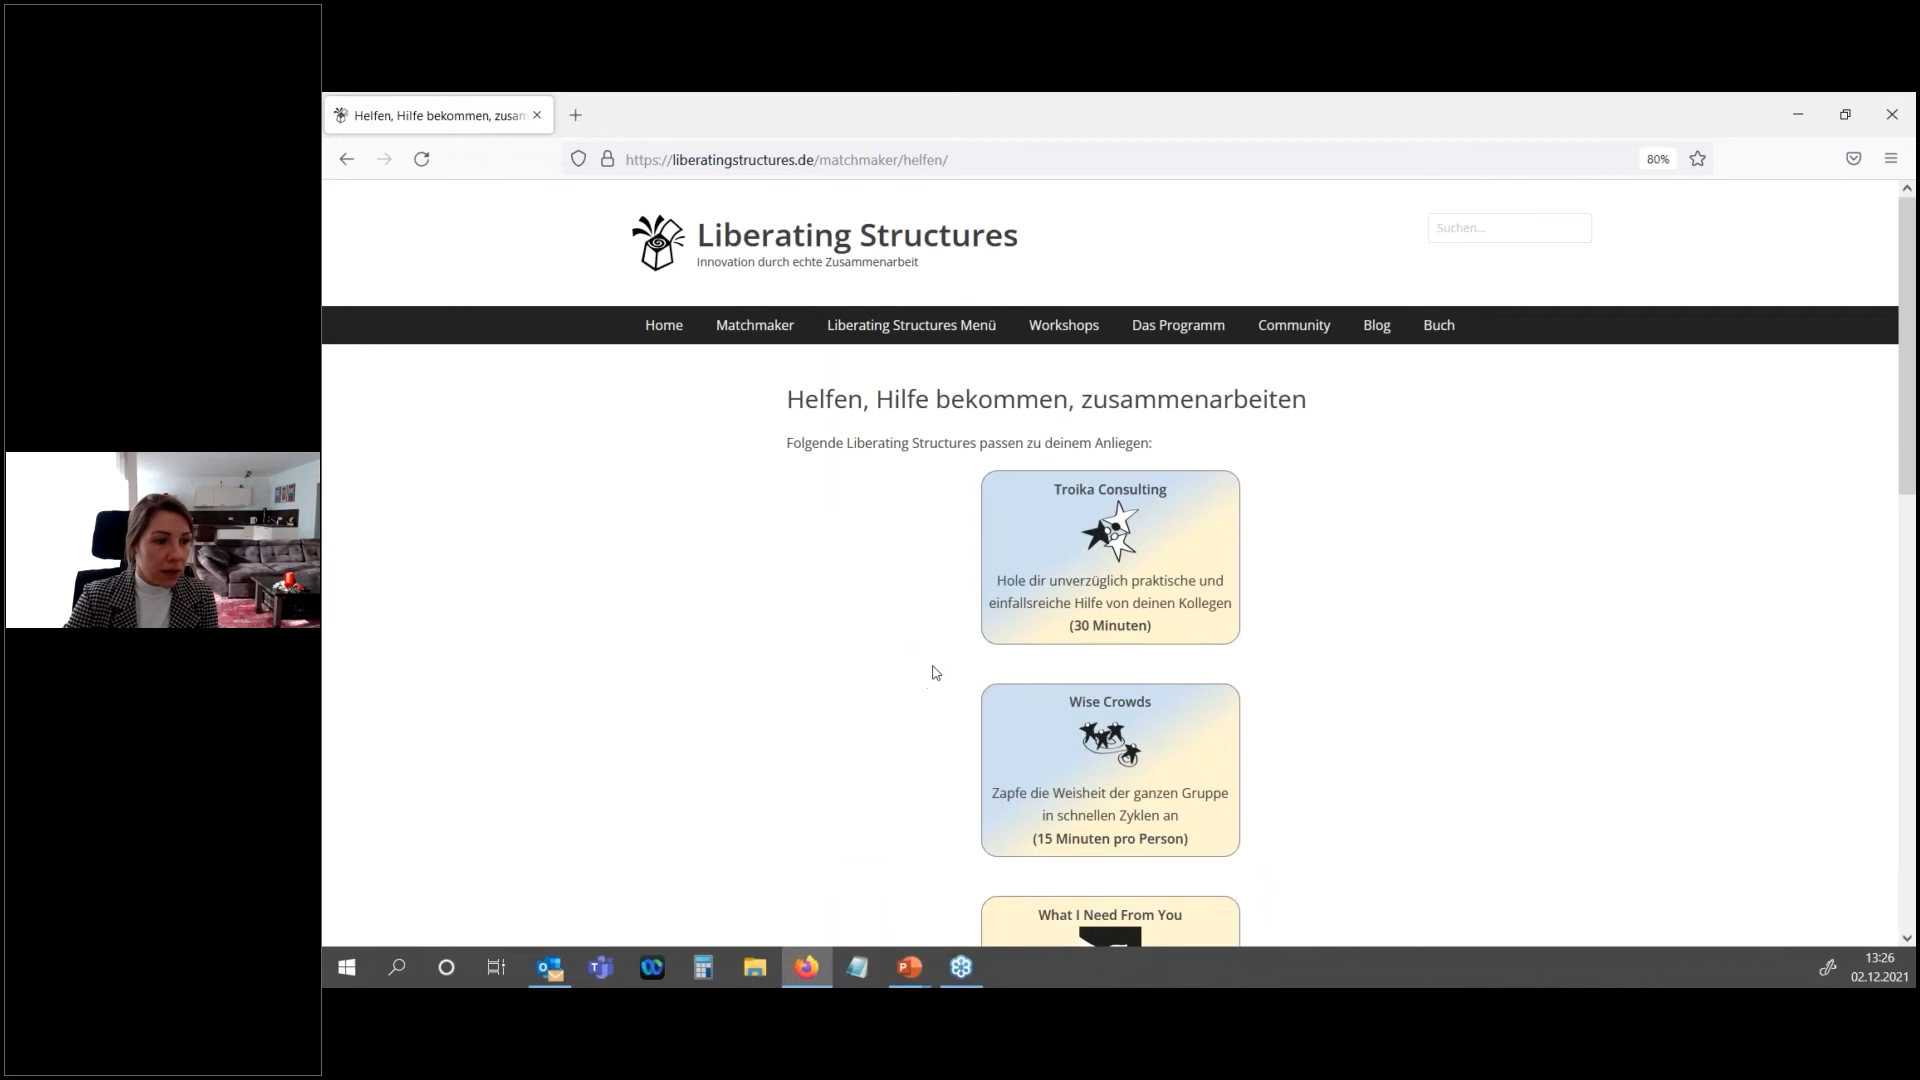 Helfen, Hilfe bekommen, zusam
https://liberatingstructures.de/matchmaker/helfen/
80%
Liberating Structures
Innovation durch echte Zusammenarbeit
Suchen...
Home Matchmaker Liberating Structures Menü Workshops Das Programm Community Blog Buch
Helfen, Hilfe bekommen, zusammenarbeiten
Folgende Liberating Structures passen zu deinem Anliegen:
Troika Consulting
Hole dir unverzüglich praktische und
einfallsreiche Hilfe von deinen Kollegen
(30 Minuten)
Wise Crowds
Zapfe die Weisheit der ganzen Gruppe
in schnellen Zyklen an
(15 Minuten pro Person)
What I Need From You
13:26
02.12.2021